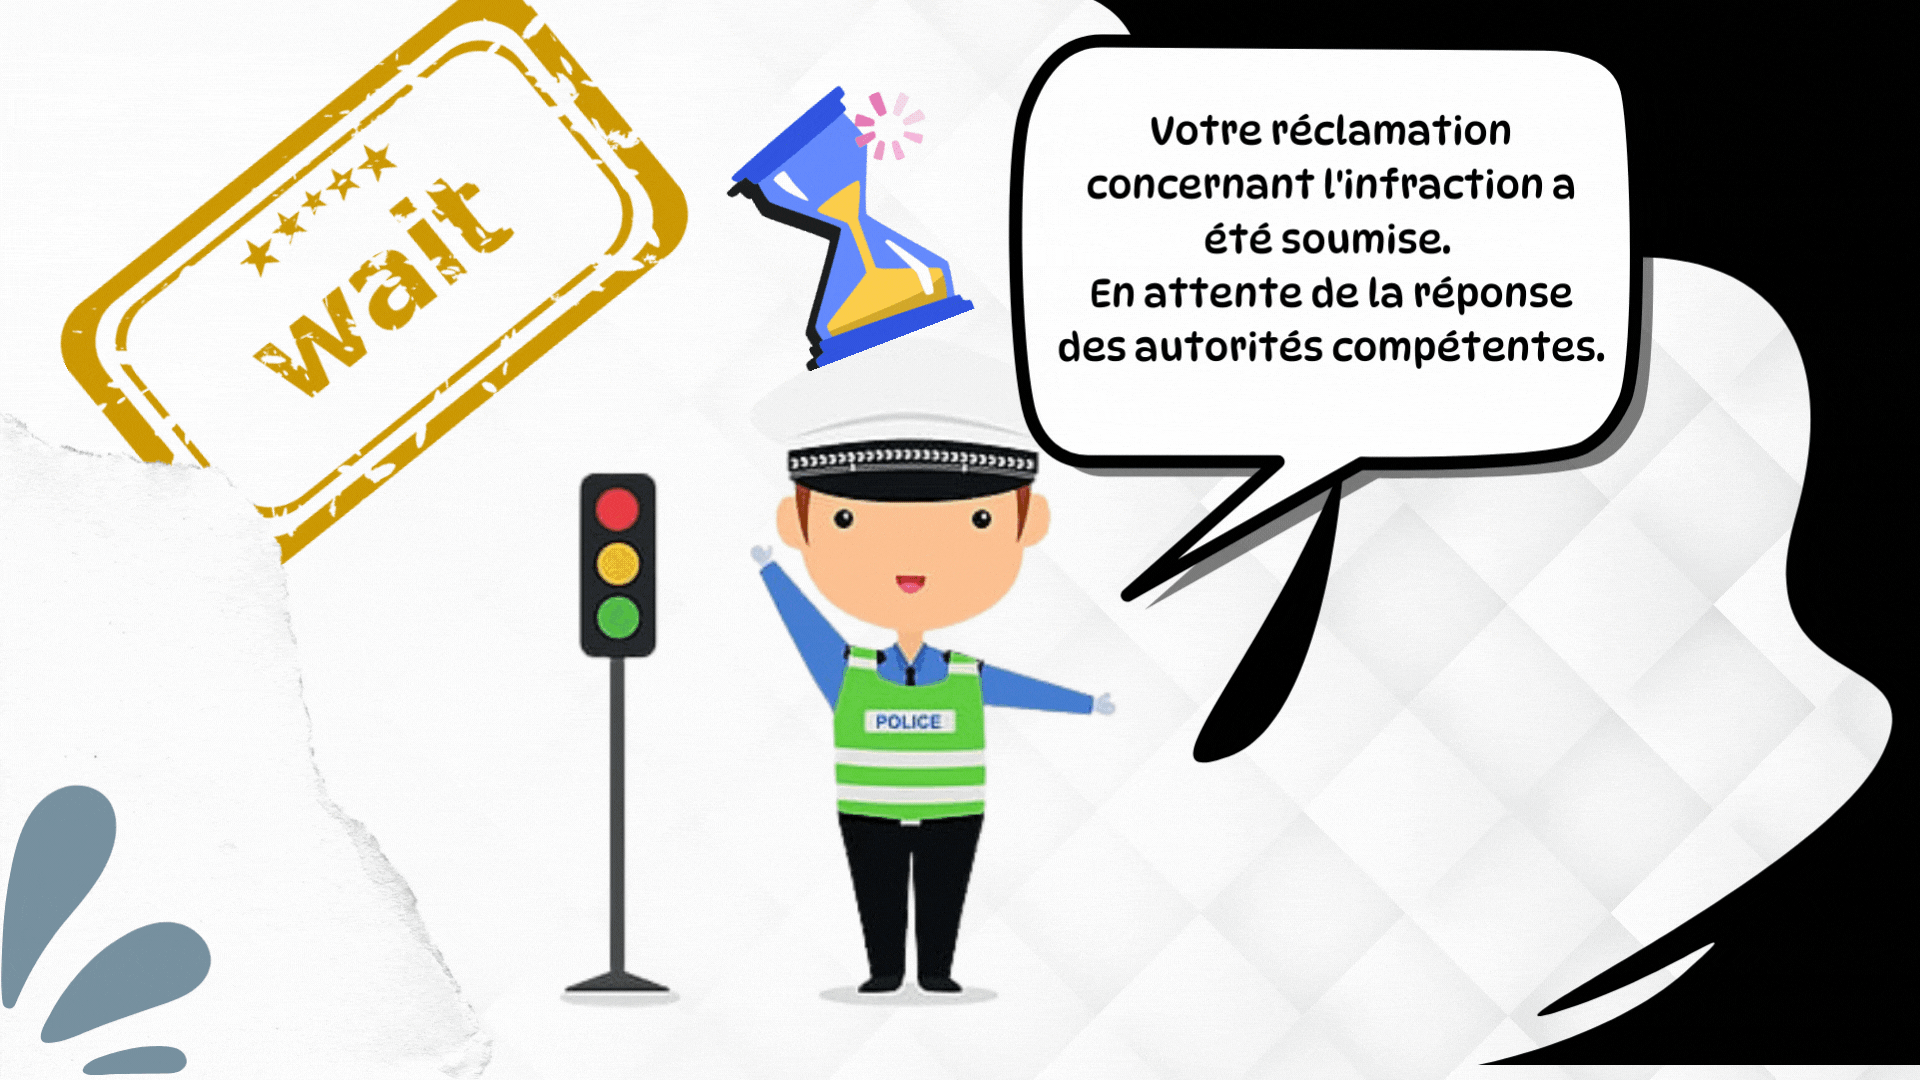 wait
Votre réclamation
concernant l'infraction a
été soumise.
En attente de la réponse
des autorités compétentes.
POLICE